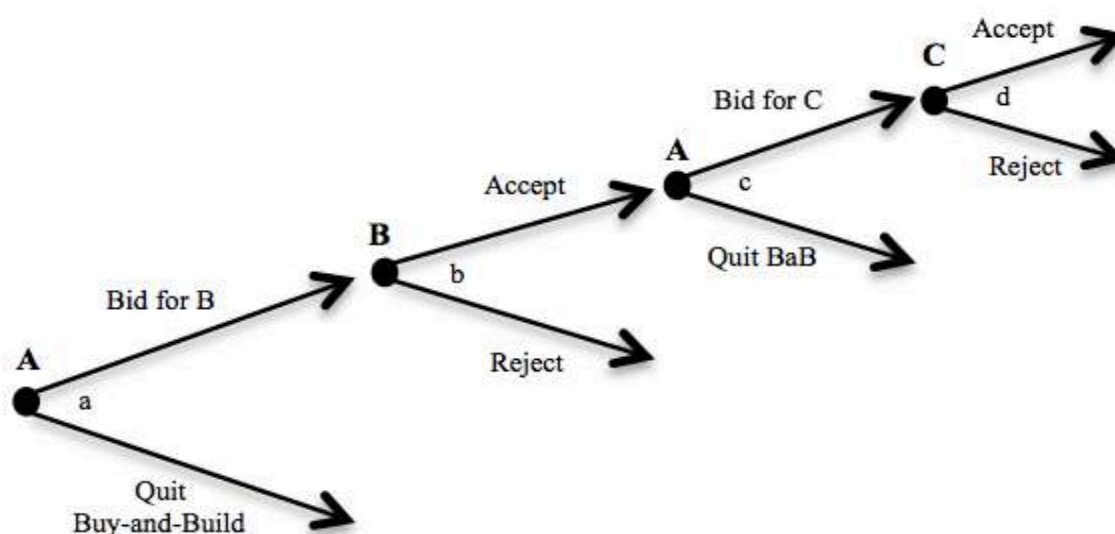 Accept
C
d
Bid for C
Reject
A
c
Accept
Quit BaB
B
b
Bid for B
Reject
A
a
Quit
Buy-and-Build